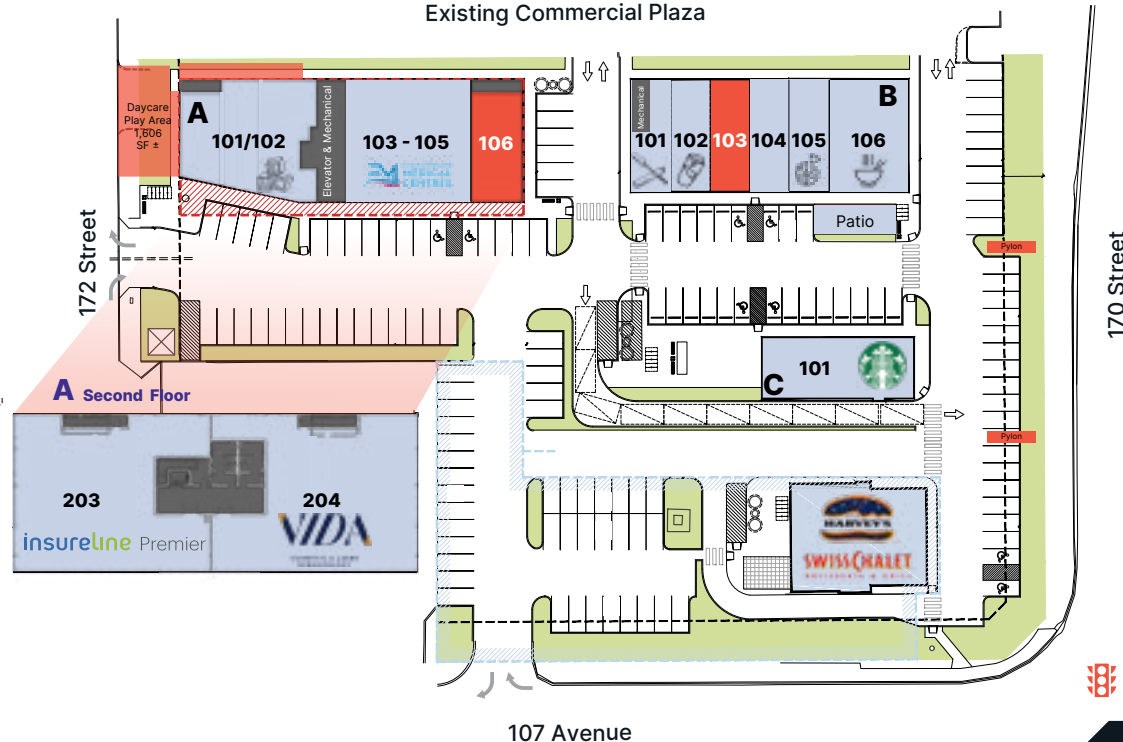 Existing Commercial Plaza
Daycare
Play Area
1,606
SF ±
A
101/102
Elevator & Mechanical
103 - 105
106
Mechanical
B
101
102
103
104
105
106
Patio
172 Street
Pylon
170 Street
A Second Floor
C
101
Pylon
203
204
insureline Premier
VIDA
HARVEY'S
SWISS CHALET
107 Avenue